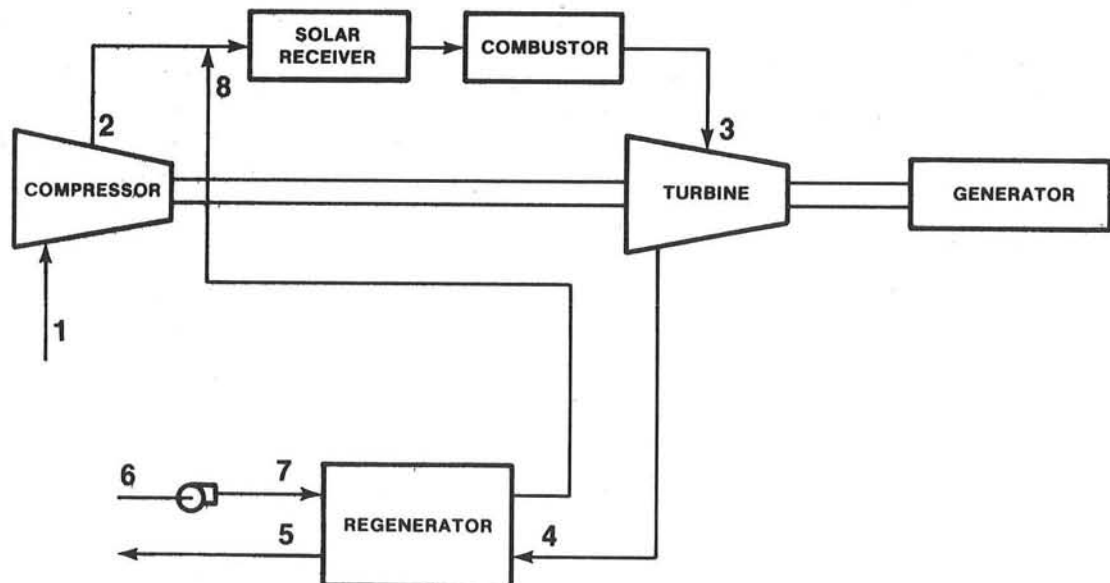 SOLAR
RECEIVER
COMBUSTOR
8
2
3
COMPRESSOR
TURBINE
GENERATOR
1
6
7
REGENERATOR
5
4